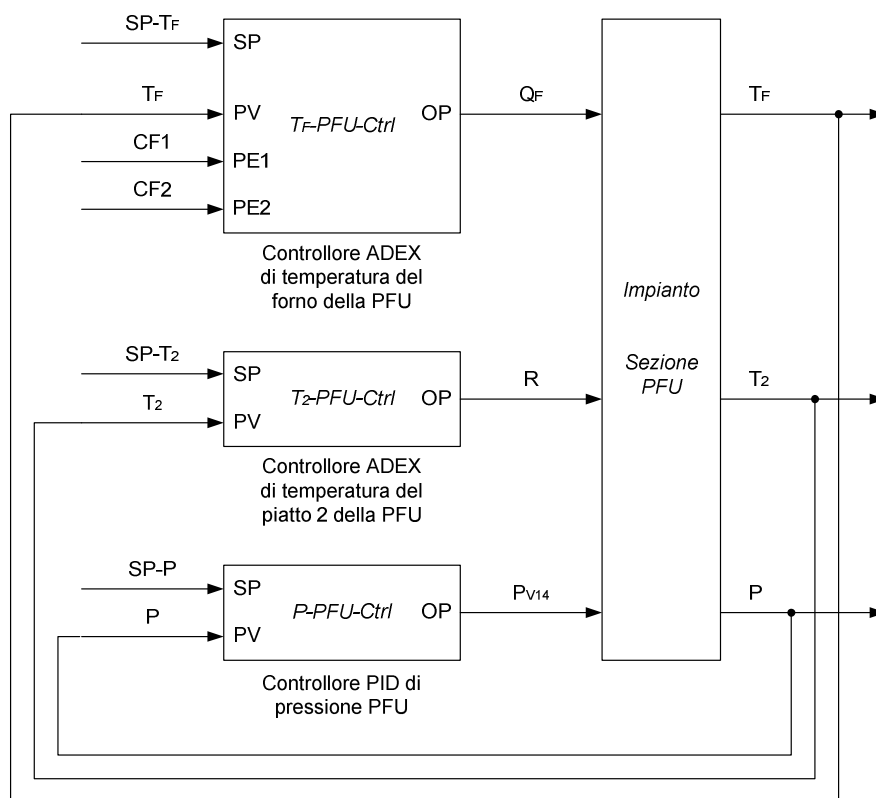 SP-TF
SP
TF
PV
TF-PFU-Ctrl
OP
QF
TF
CF1
PE1
CF2
PE2
Controllore ADEX
di temperatura del
forno della PFU
Impianto
Sezione
PFU
SP-T2
SP
T2-PFU-Ctrl
OP
R
T2
T2
PV
Controllore ADEX
di temperatura del
piatto 2 della PFU
SP-P
SP
P
PV
P-PFU-Ctrl
OP
PV14
P
Controllore PID di
pressione PFU